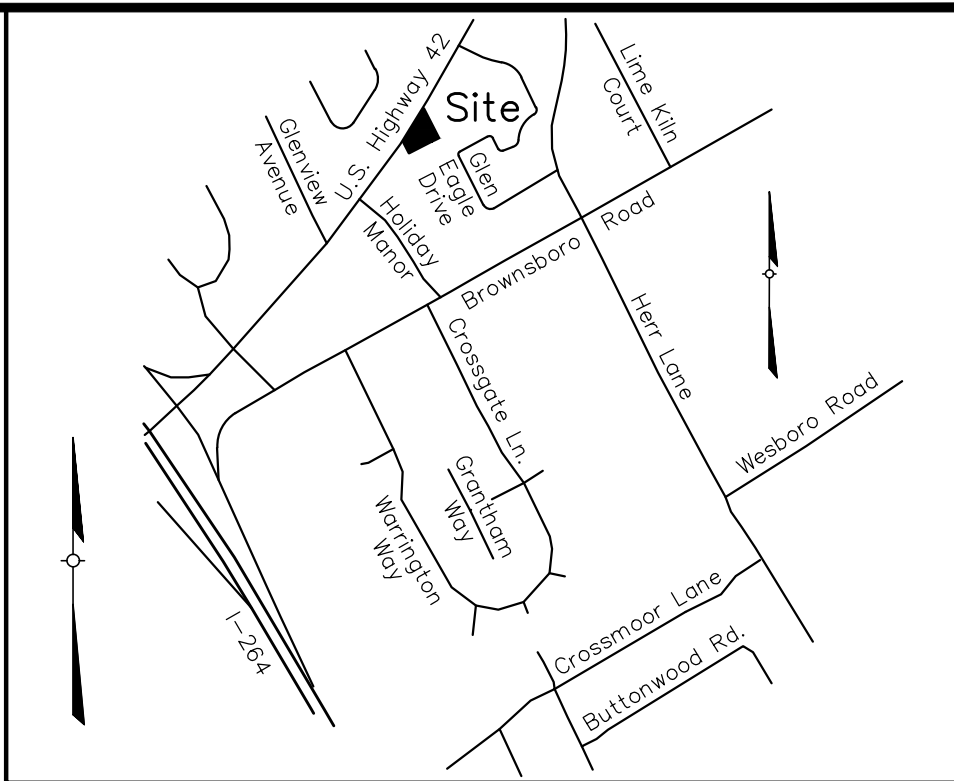 U.S. Highway 42
Lime Kiln
Court
Site
Glenview
Avenue
Glen
Eagle
Drive
Holiday
Manor
Brownsboro Road
Crossgate Ln.
Herr Lane
Wesboro Road
Grantham
Way
Warrington
Way
I-264
Crossmoor Lane
Buttonwood Rd.